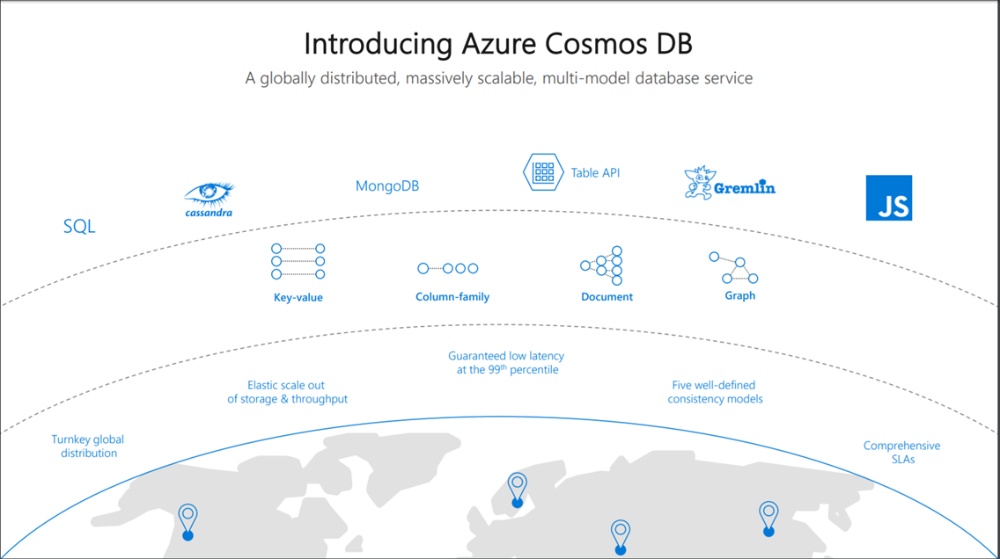 Introducing Azure Cosmos DB
A globally distributed, massively scalable, multi-model database service
SQL
cassandra
MongoDB
Table API
Gremlin
JS
Key-value
Column-family
Document
Graph
Turnkey global
distribution
Elastic scale out
of storage & throughput
Guaranteed low latency
at the 99th percentile
Five well-defined
consistency models
Comprehensive
SLAs